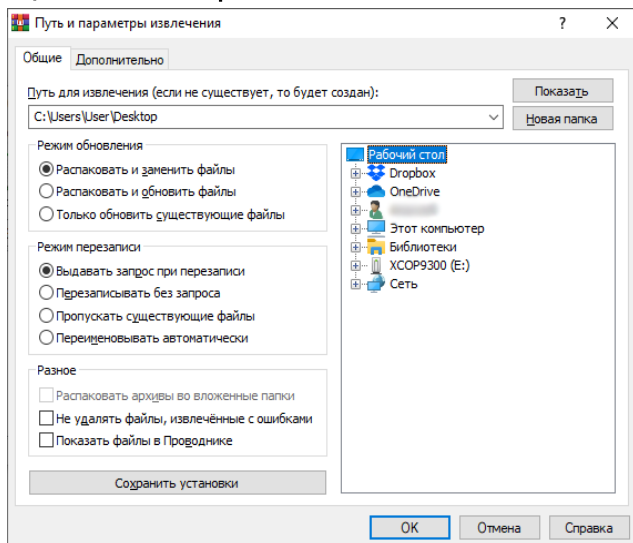 Путь и параметры извлечения
Общие Дополнительно
Путь для извлечения (если не существует, то будет создан):
Показать
C:\Users\User\Desktop
Новая папка
Режим обновления
Распаковать и заменить файлы
Распаковать и обновить файлы
Только обновить существующие файлы
Режим перезаписи
Выдавать запрос при перезаписи
Перезаписывать без запроса
Пропускать существующие файлы
Переименовывать автоматически
Разное
Распаковать архивы во вложенные папки
Не удалять файлы, извлечённые с ошибками
Показать файлы в Проводнике
Сохранить установки
Рабочий стол
Dropbox
OneDrive
Этот компьютер
Библиотеки
XCOP9300 (E:)
Сеть
OK Отмена Справка